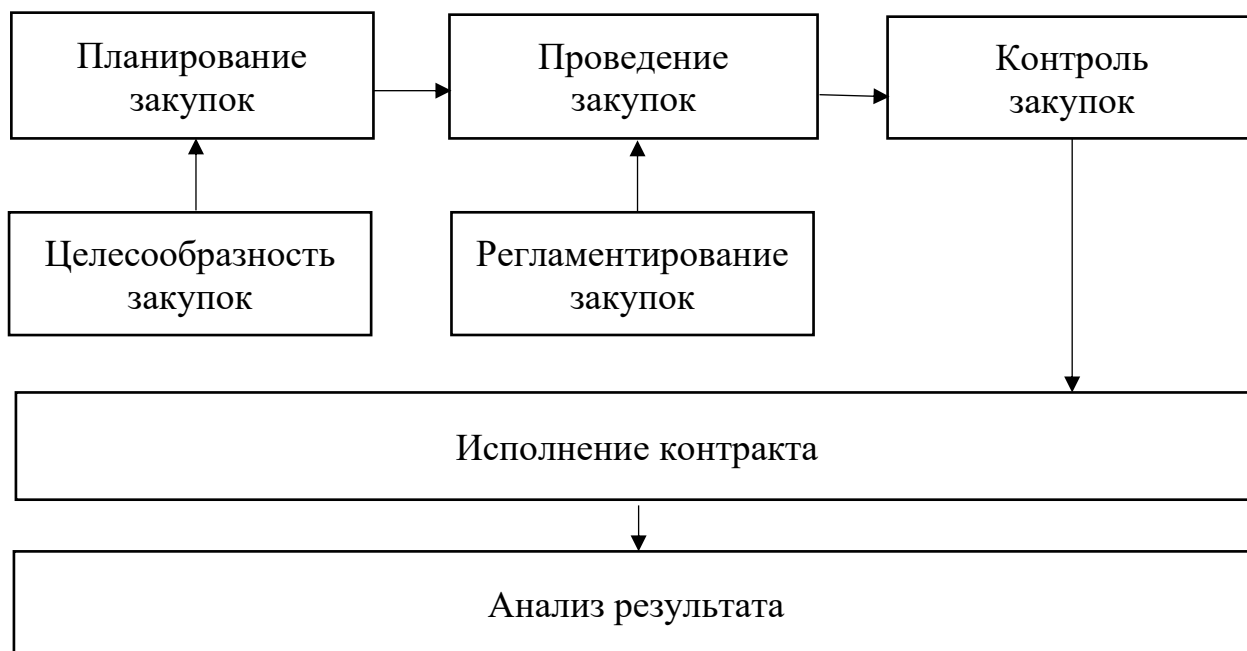 Планирование
закупок
Проведение
закупок
Контроль
закупок
Целесообразность
закупок
Регламентирование
закупок
Исполнение контракта
Анализ результата